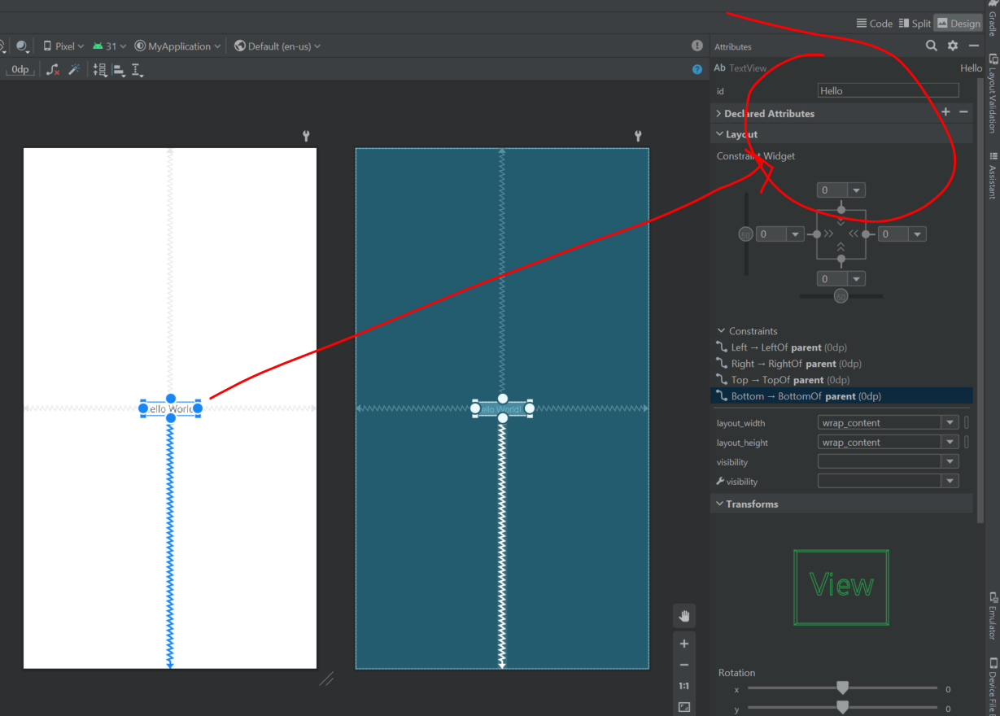 Code Split Design
Pixel 31 MyApplication Default (en-us)
Attributes
0dp
Ab TextView Hello
id Hello
Declared Attributes
Layout
Constraint Widget
0
50 0 0
0
50
Constraints
Left → LeftOf parent (0dp)
Right → RightOf parent (0dp)
Top → TopOf parent (0dp)
Bottom → BottomOf parent (0dp)
ello World
ello World!
layout_width wrap_content
layout_height wrap_content
visibility
visibility
Transforms
View
1:1
Rotation
x 0
y 0
Gradle
Layout Validation
Assistant
Emulator
Device File E